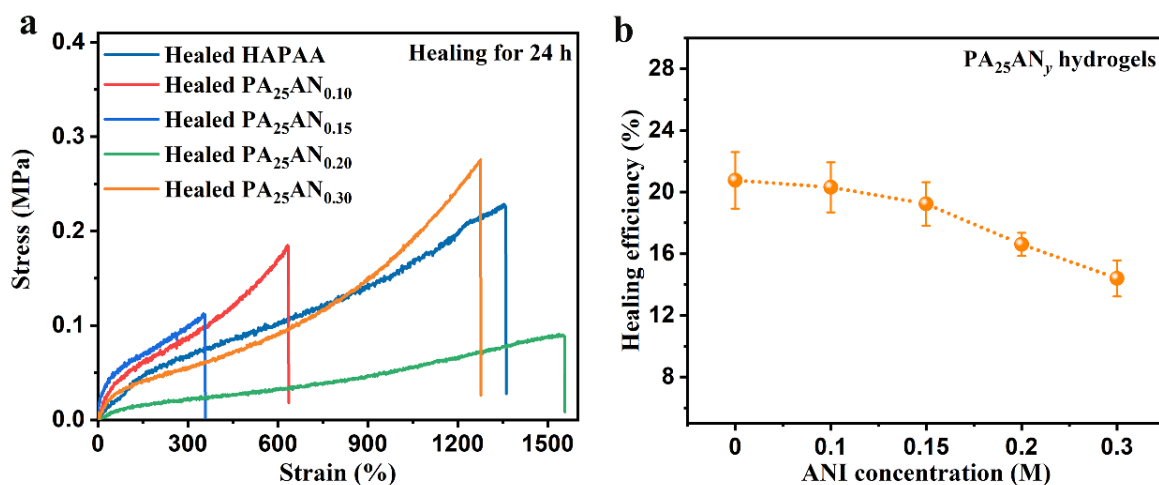 a
Healing for 24 h
Healed HAPAA
Healed PA₂₅AN₀.₁₀
Healed PA₂₅AN₀.₁₅
Healed PA₂₅AN₀.₂₀
Healed PA₂₅AN₀.₃₀
Stress (MPa)
0.4
0.3
0.2
0.1
0.0
0 300 600 900 1200 1500
Strain (%)
b
PA₂₅ANy hydrogels
Healing efficiency (%)
28
24
20
16
12
8
0 0.1 0.15 0.2 0.3
ANI concentration (M)